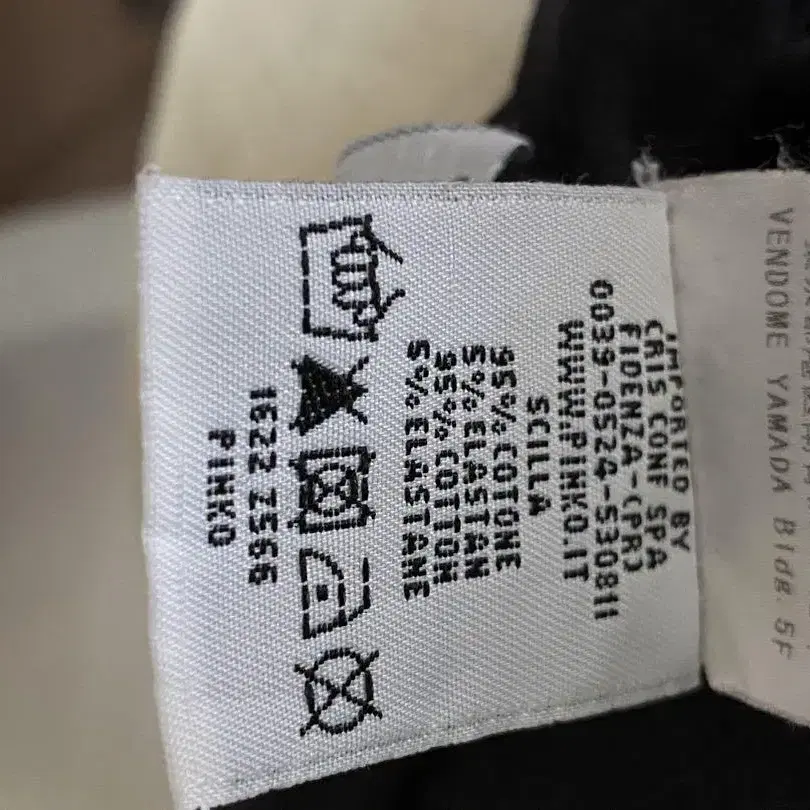 IMPORTED BY
CRIS CONF SPA
FIDENZA-(PR)
0039-0524-530811
WWW.PINKO.IT
SCILLA
95% COTONE
5% ELASTAN
95% COTTON
5% ELASTANE
1622 Z566
PINKO
VENDOME YAMADA Bldg. 5F